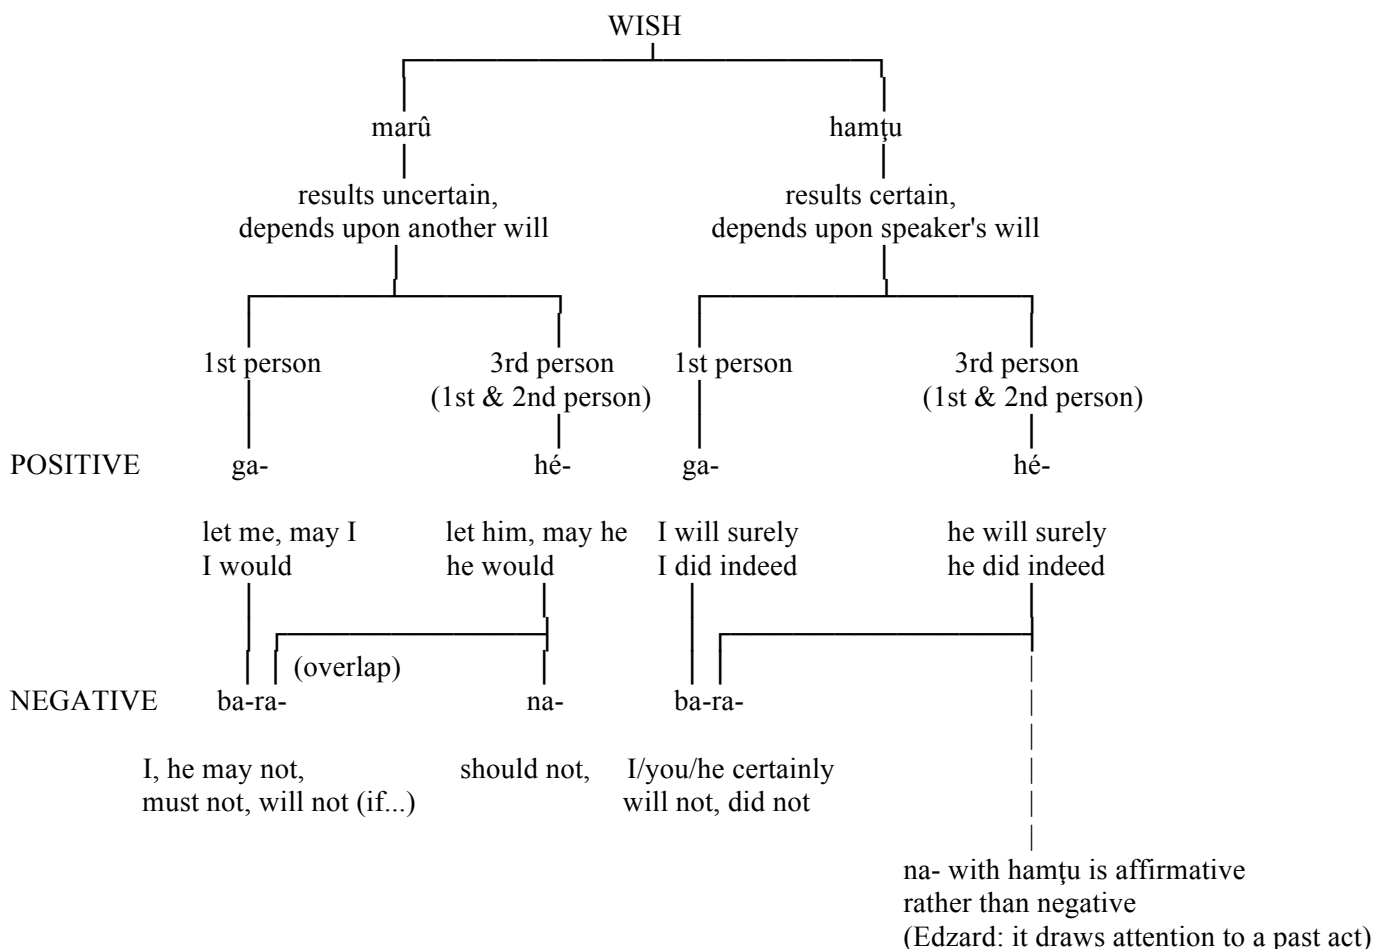 WISH
marû hamţu
results uncertain, results certain,
depends upon another will depends upon speaker's will
1st person 3rd person 1st person 3rd person
(1st & 2nd person) (1st & 2nd person)
POSITIVE ga- hé- ga- hé-
let me, may I let him, may he I will surely he will surely
I would he would I did indeed he did indeed
(overlap)
NEGATIVE ba-ra- na- ba-ra-
I, he may not, should not, I/you/he certainly
must not, will not (if...) will not, did not
na- with hamţu is affirmative
rather than negative
(Edzard: it draws attention to a past act)